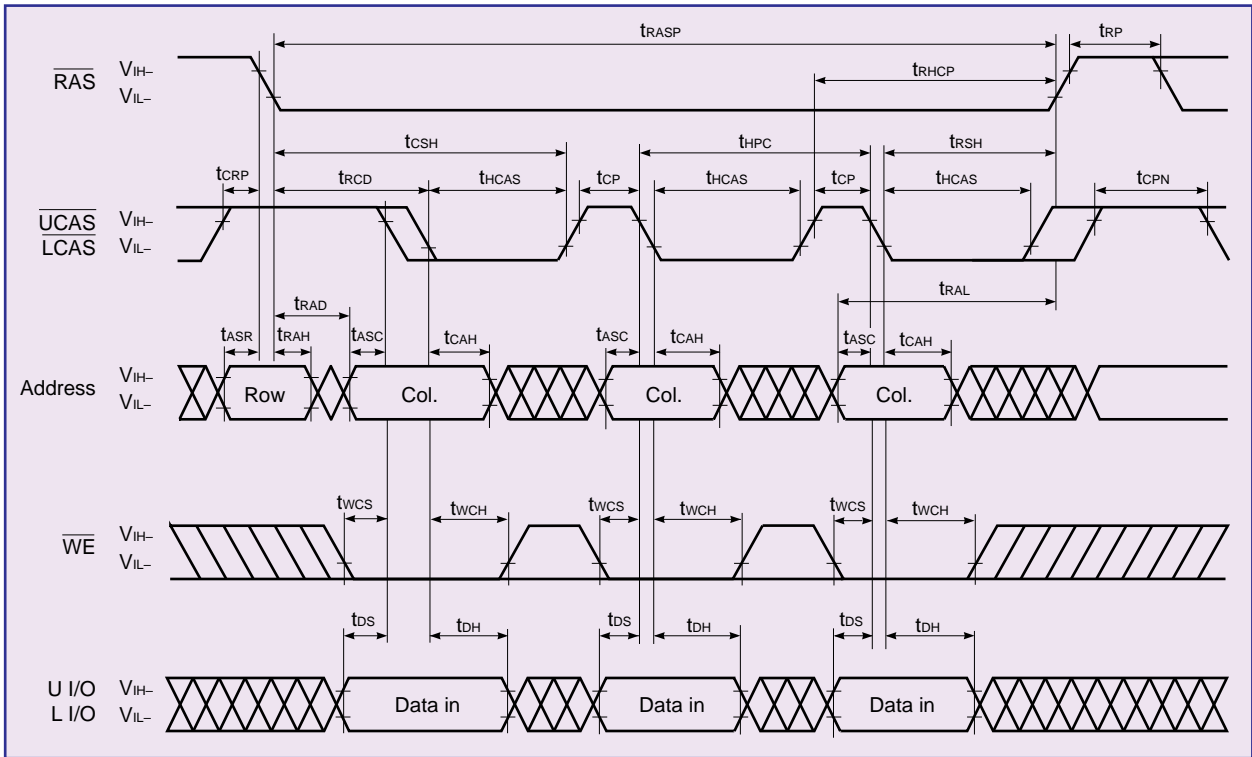 tRASP
tRP
RAS
VIH–
VIL–
tRHCP
tCSH
tHPC
tRSH
tCRP
tRCD
tHCAS
tCP
tHCAS
tCP
tHCAS
tCPN
UCAS
LCAS
VIH–
VIL–
tRAD
tRAL
tASR
tRAH
tASC
tCAH
tASC
tCAH
tASC
tCAH
Address
VIH–
VIL–
Row
Col.
Col.
Col.
tWCS
tWCH
tWCS
tWCH
tWCS
tWCH
WE
VIH–
VIL–
tDS
tDH
tDS
tDH
tDS
tDH
U I/O
L I/O
VIH–
VIL–
Data in
Data in
Data in